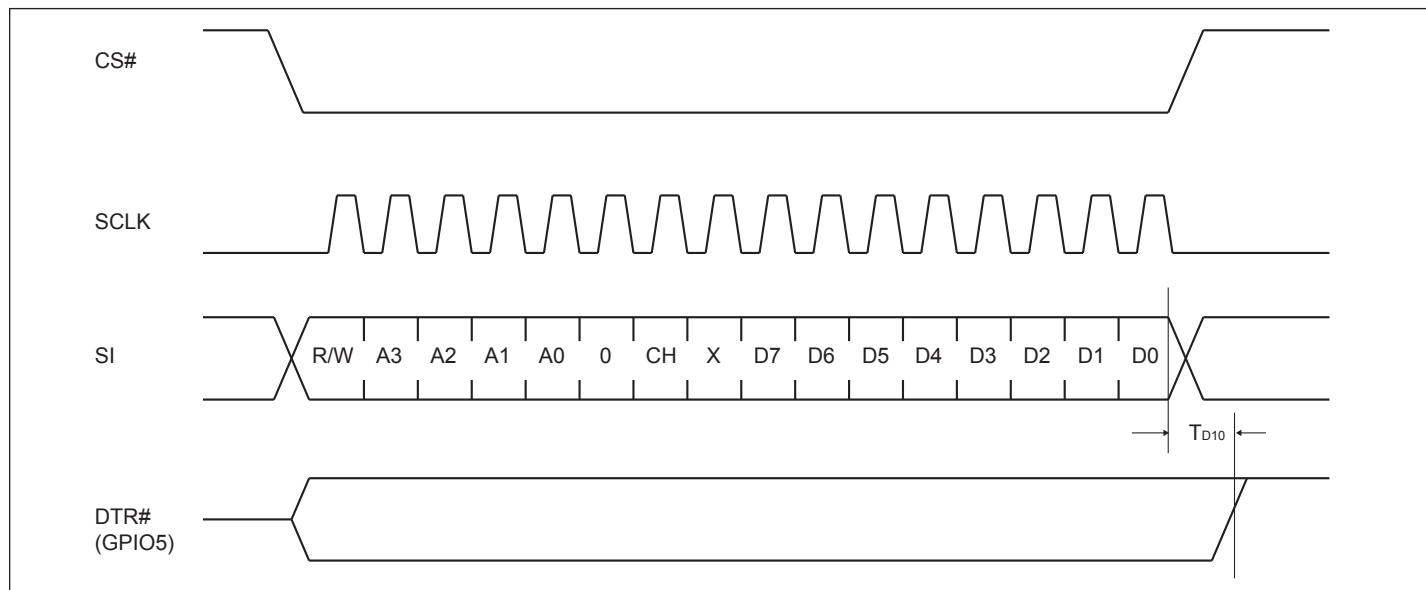 CS#
SCLK
SI
R/W A3 A2 A1 A0 0 CH X D7 D6 D5 D4 D3 D2 D1 D0
TD10
DTR#
(GPIO5)